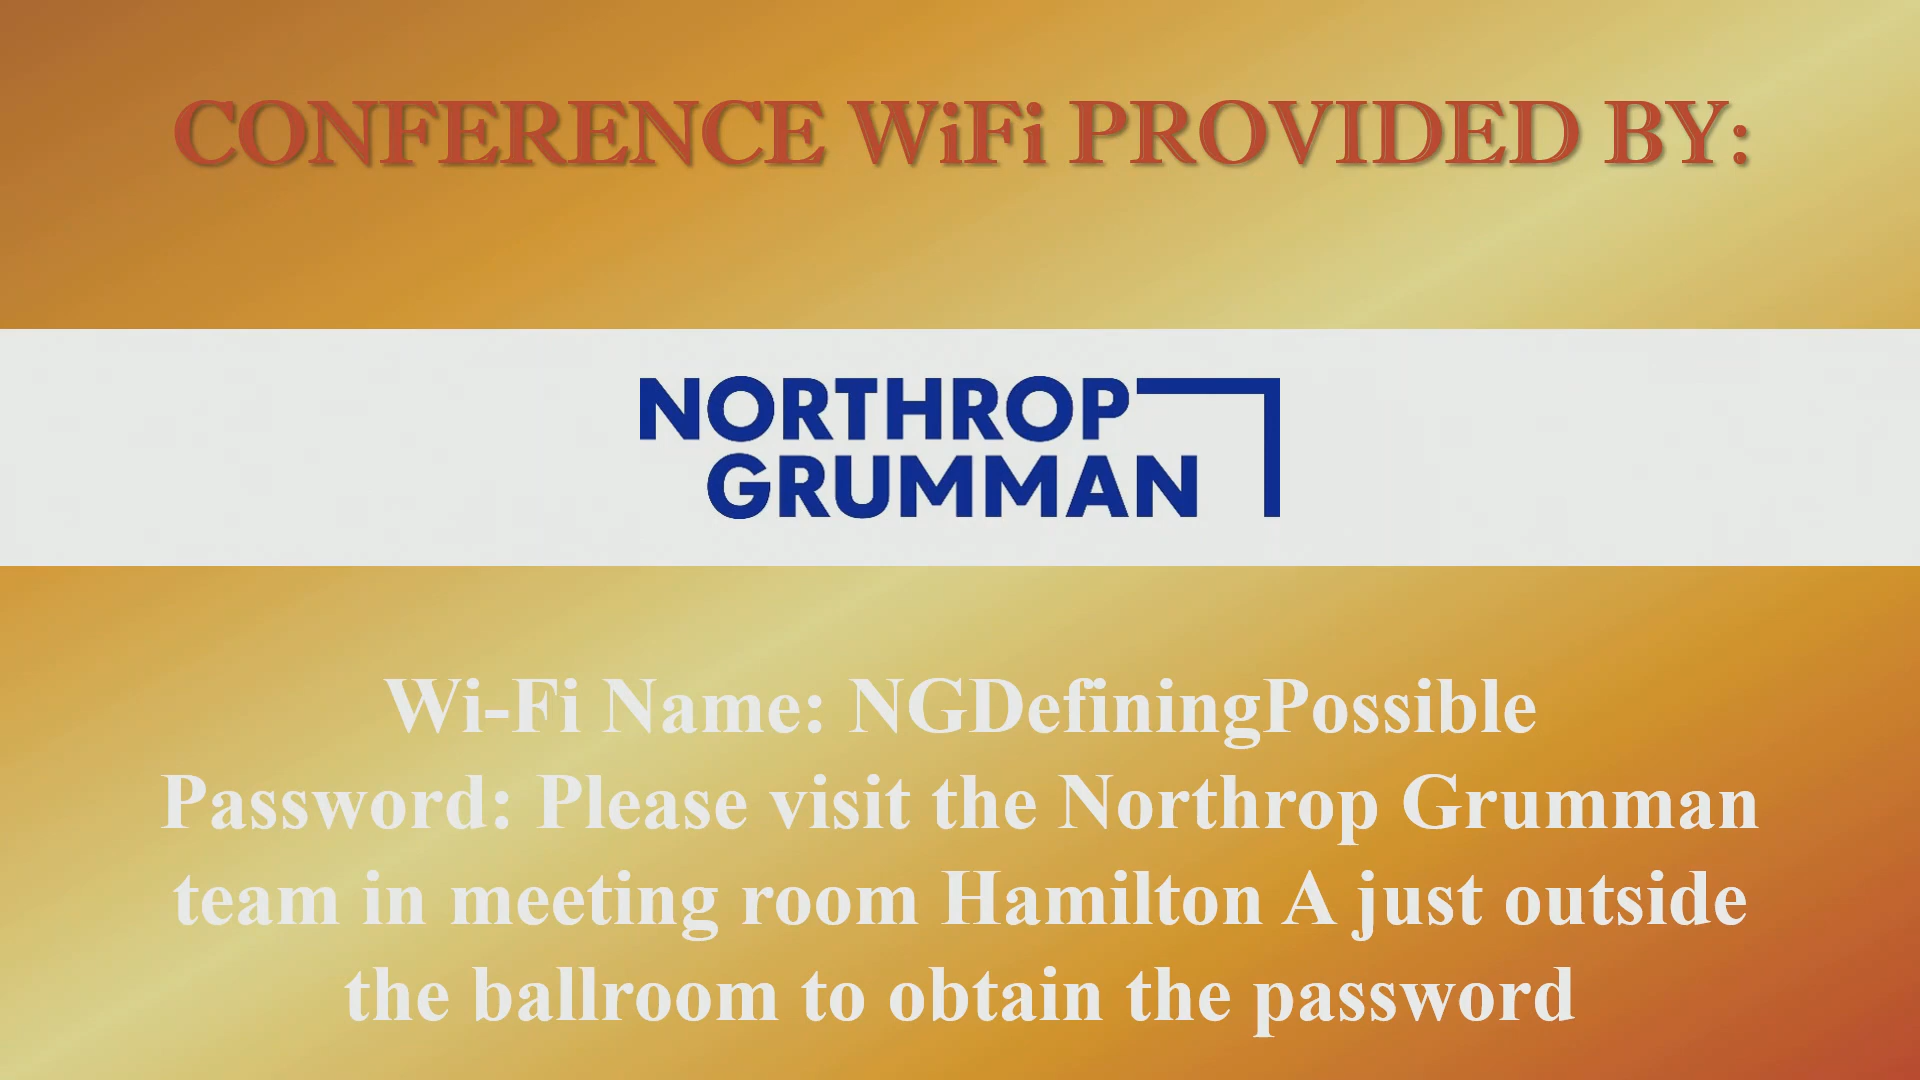 CONFERENCE WiFi PROVIDED BY:
NORTHROP
GRUMMAN
Wi-Fi Name: NGDefiningPossible
Password: Please visit the Northrop Grumman
team in meeting room Hamilton A just outside
the ballroom to obtain the password